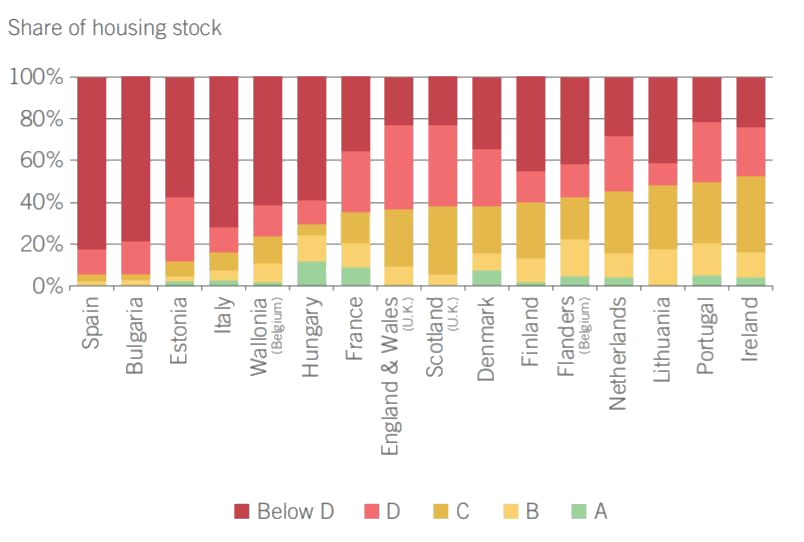 Share of housing stock
100%
80%
60%
40%
20%
0%
Spain
Bulgaria
Estonia
Italy
Wallonia
(Belgium)
Hungary
France
England & Wales
(U.K.)
Scotland
(U.K.)
Denmark
Finland
Flanders
(Belgium)
Netherlands
Lithuania
Portugal
Ireland
Below D D C B A